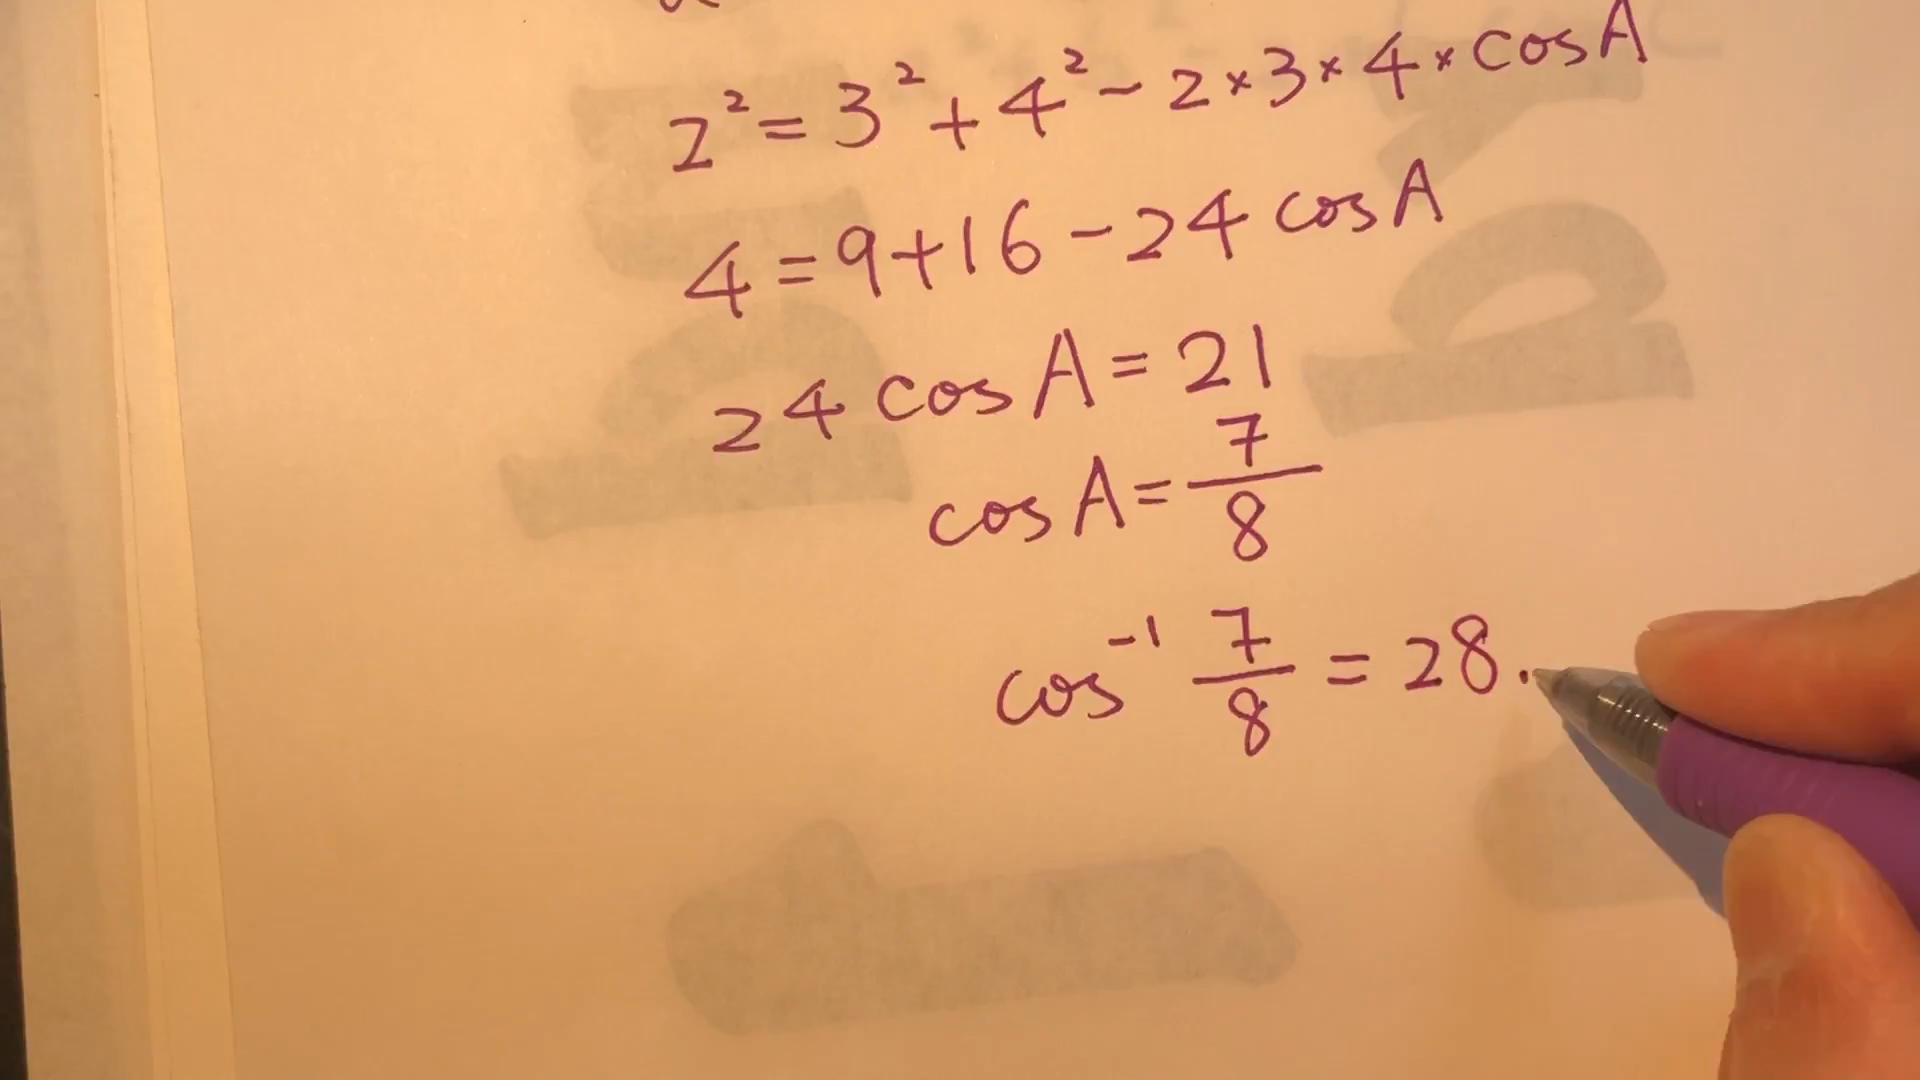 2² = 3² + 4² - 2 × 3 × 4 × cos A
4 = 9 + 16 - 24 cos A
24 cos A = 21
cos A = 7/8
cos⁻¹ 7/8 = 28.